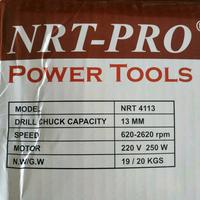 NRT-PRO®
POWER TOOLS
MODEL NRT 4113
DRILL CHUCK CAPACITY 13 MM
SPEED 620-2620 rpm
MOTOR 220 V 250 W
N.W/G.W 19 / 20 KGS